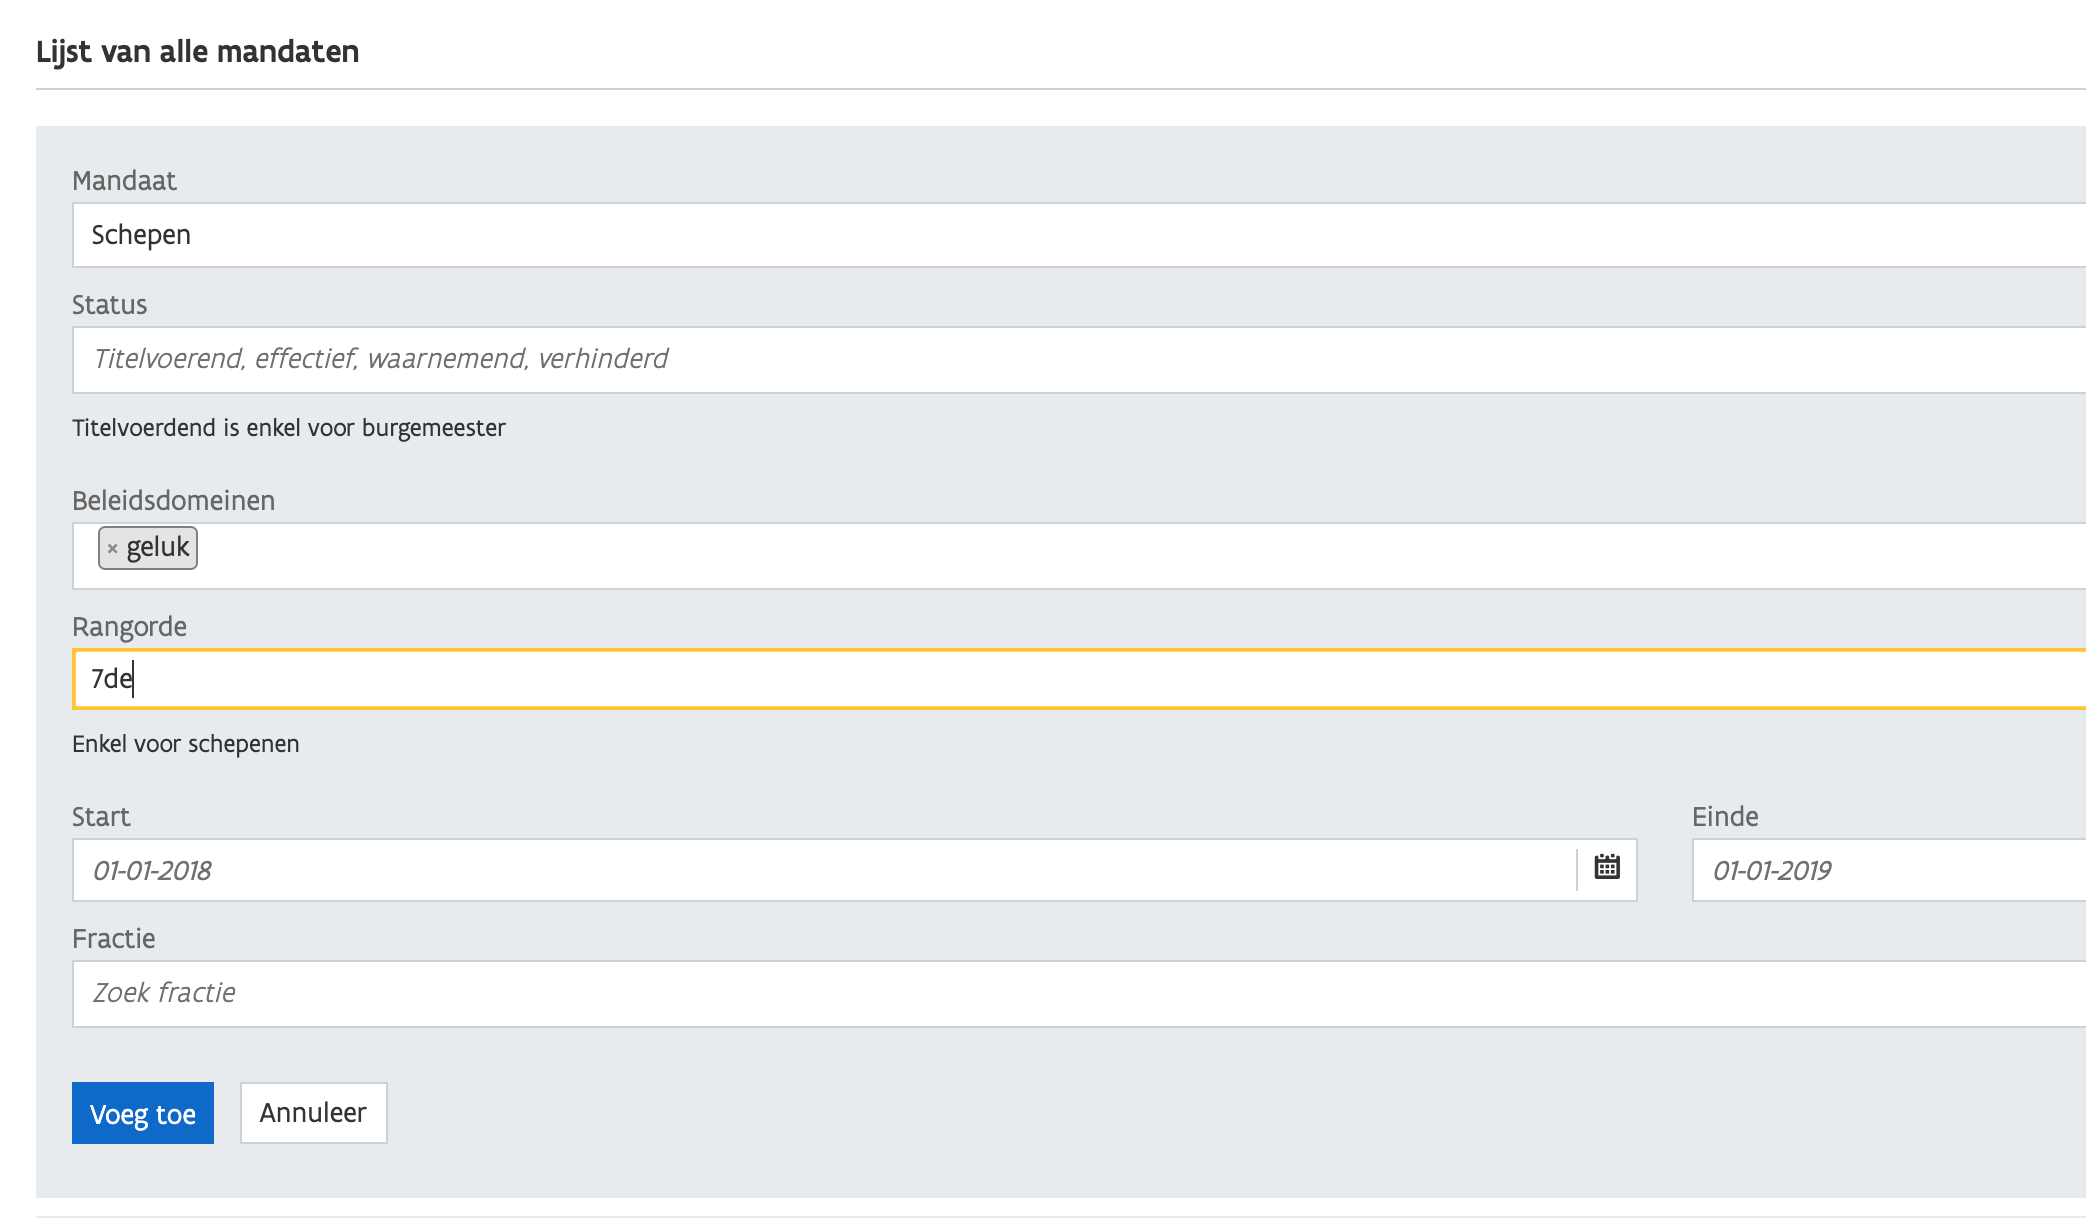 Lijst van alle mandaten
Mandaat
Schepen
Status
Titelvoerend, effectief, waarnemend, verhinderd
Titelvoerdend is enkel voor burgemeester
Beleidsdomeinen
× geluk
Rangorde
7de
Enkel voor schepenen
Start
Einde
01-01-2018
01-01-2019
Fractie
Zoek fractie
Voeg toe
Annuleer